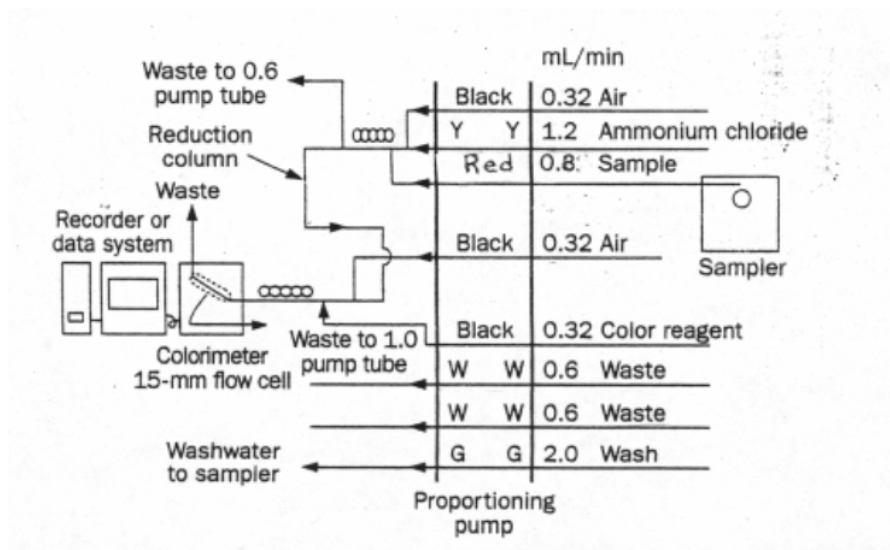 mL/min
Waste to 0.6
pump tube
Black 0.32 Air
Y Y 1.2 Ammonium chloride
Reduction
column
Red 0.8. Sample
Waste
Recorder or
data system
Black 0.32 Air
Sampler
Black 0.32 Color reagent
Waste to 1.0
pump tube
Colorimeter
15-mm flow cell
W W 0.6 Waste
W W 0.6 Waste
G G 2.0 Wash
Washwater
to sampler
Proportioning
pump